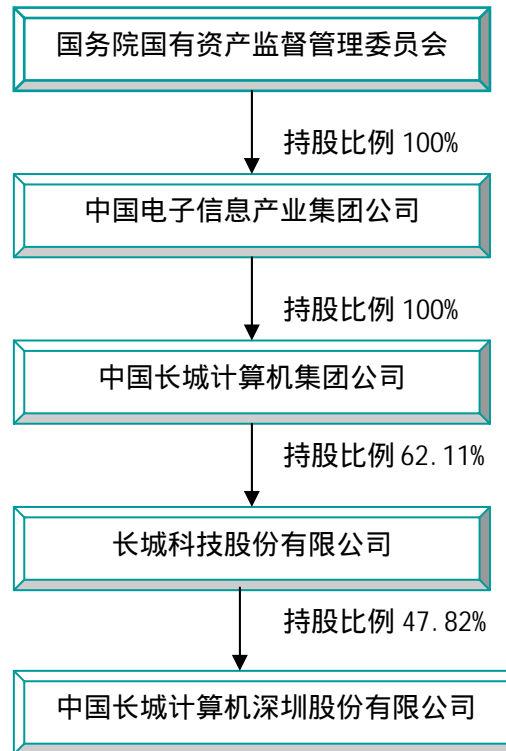 国务院国有资产监督管理委员会
持股比例 100%
中国电子信息产业集团公司
持股比例 100%
中国长城计算机集团公司
持股比例 62.11%
长城科技股份有限公司
持股比例 47.82%
中国长城计算机深圳股份有限公司